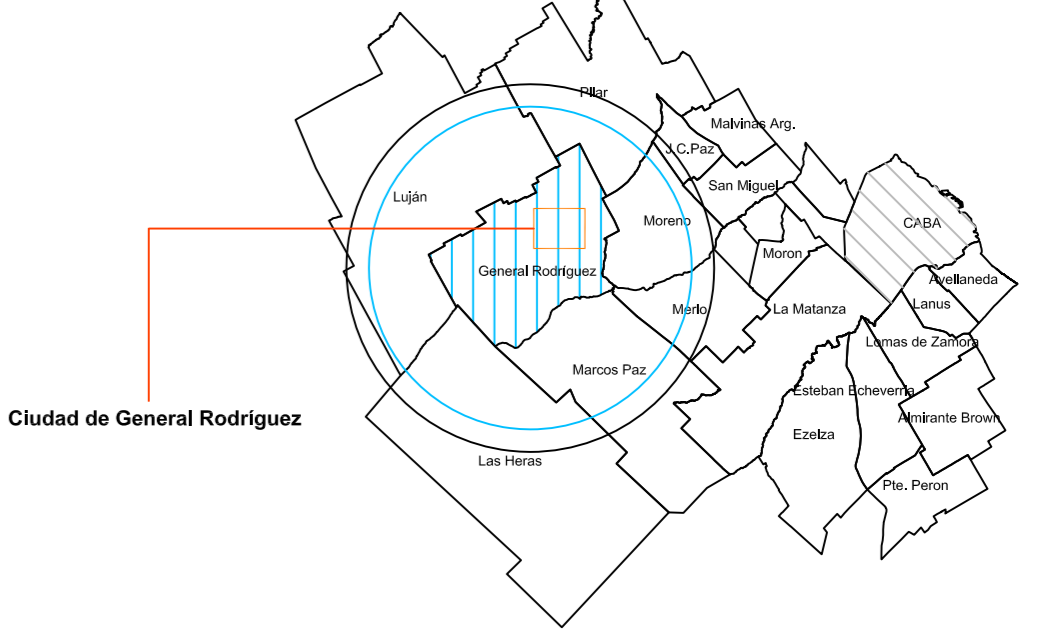 Pilar
Malvinas Arg.
J.C.Paz
San Miguel
Luján
Moreno
CABA
Moron
General Rodríguez
Avellaneda
Merlo
La Matanza
Lanus
Lomas de Zamora
Marcos Paz
Esteban Echeverria
Ciudad de General Rodríguez
Almirante Brown
Ezelza
Las Heras
Pte. Peron